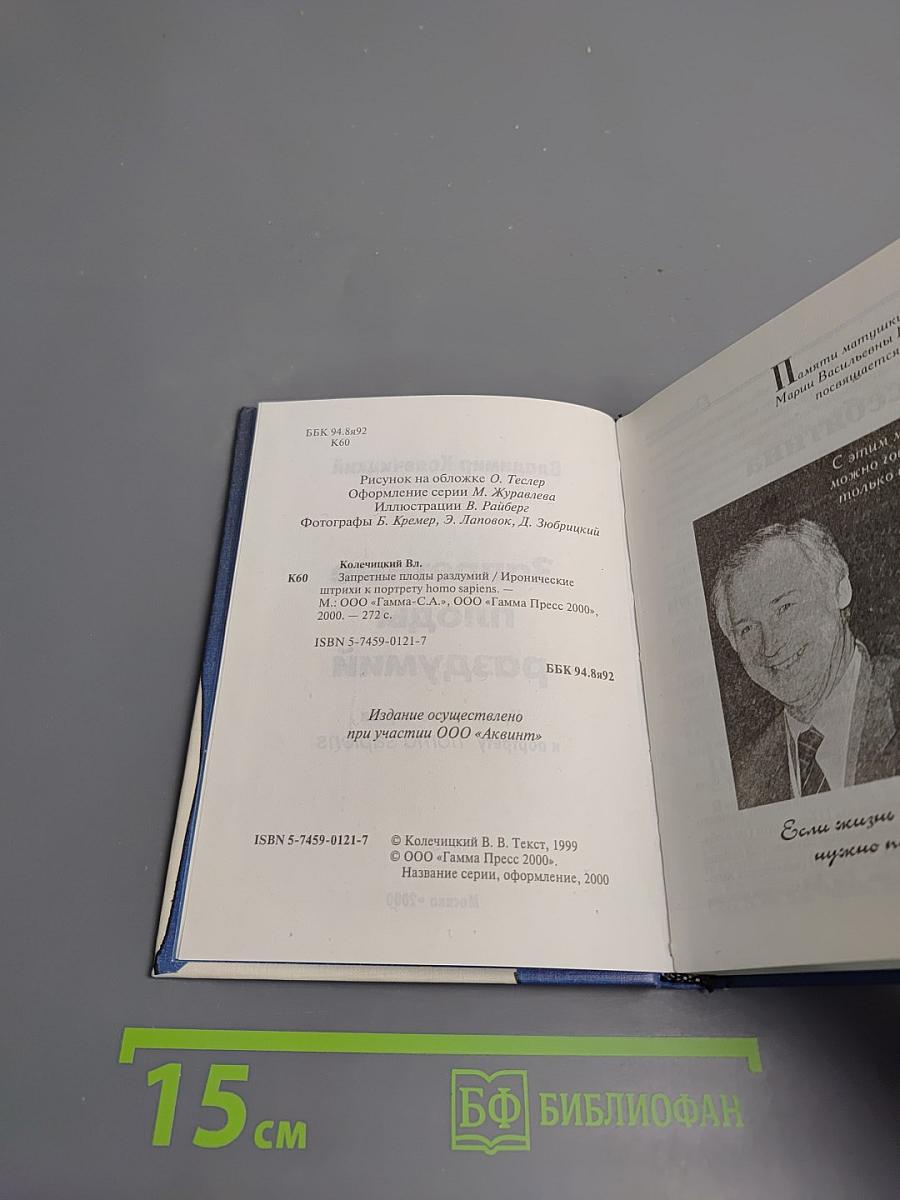 ББК 94.8я92
К60
Рисунок на обложке О. Теслер
Оформление серии М. Журавлева
Иллюстрации В. Райберг
Фотографы Б. Кремер, Э. Лаповок, Д. Зюбрицкий
Колечицкий Вл.
К60 Запретные плоды раздумий / Иронические
штрихи к портрету homo sapiens. —
М.: ООО «Гамма-С.А.», ООО «Гамма Пресс 2000»,
2000. — 272 с.
ISBN 5-7459-0121-7
ББК 94.8я92
Издание осуществлено
при участии ООО «Аквинт»
ISBN 5-7459-0121-7 © Колечицкий В. В. Текст, 1999
© ООО «Гамма Пресс 2000».
Название серии, оформление, 2000
Памяти матушки
Марии Васильевны
посвящается
С этим
можно
только
Если жизнь
нужно
15 см
БФ БИБЛИОФАН